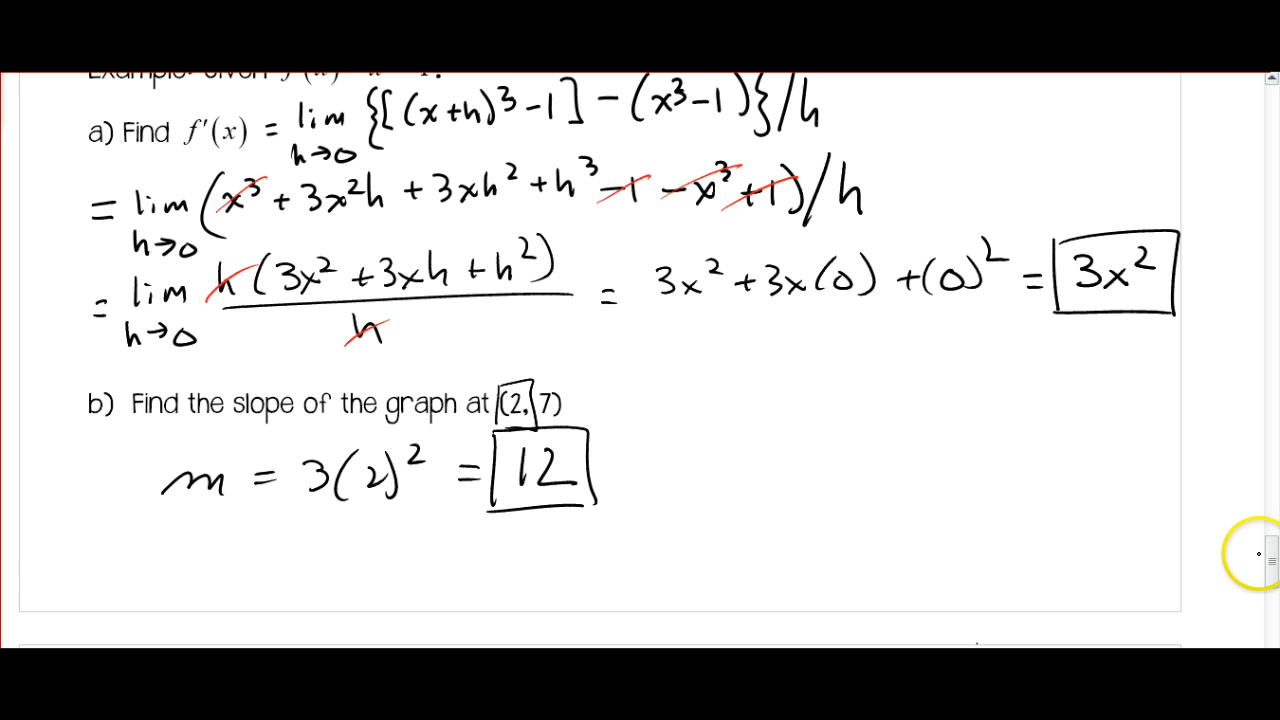 a) Find f'(x) = lim h→0 {[(x+h)³-1] - (x³-1)}/h
= lim h→0 (x³ + 3x²h + 3xh² + h³ -1 -x³ +1)/h
= lim h→0 h(3x² + 3xh + h²) / h = 3x² + 3x(0) + (0)² = 3x²
b) Find the slope of the graph at (2, 7)
m = 3(2)² = 12